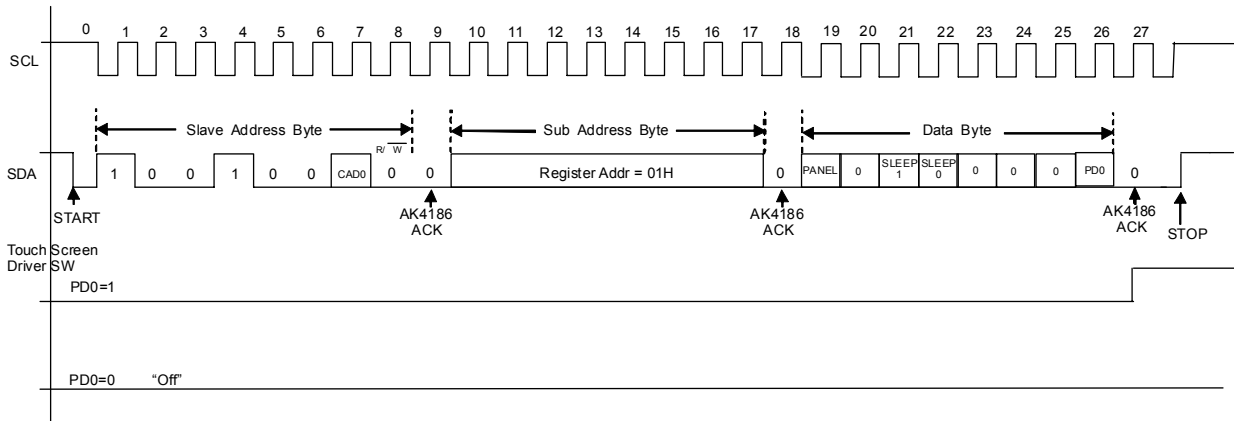 0 1 2 3 4 5 6 7 8 9 10 11 12 13 14 15 16 17 18 19 20 21 22 23 24 25 26 27
SCL
Slave Address Byte Sub Address Byte Data Byte
R/ W
SDA 1 0 0 1 0 0 CAD0 0 0 Register Addr = 01H 0 PANEL 0 SLEEP 1 SLEEP 0 0 0 0 PD0 0
START AK4186 ACK AK4186 ACK AK4186 ACK STOP
Touch Screen
Driver SW
PD0=1
PD0=0 “Off”